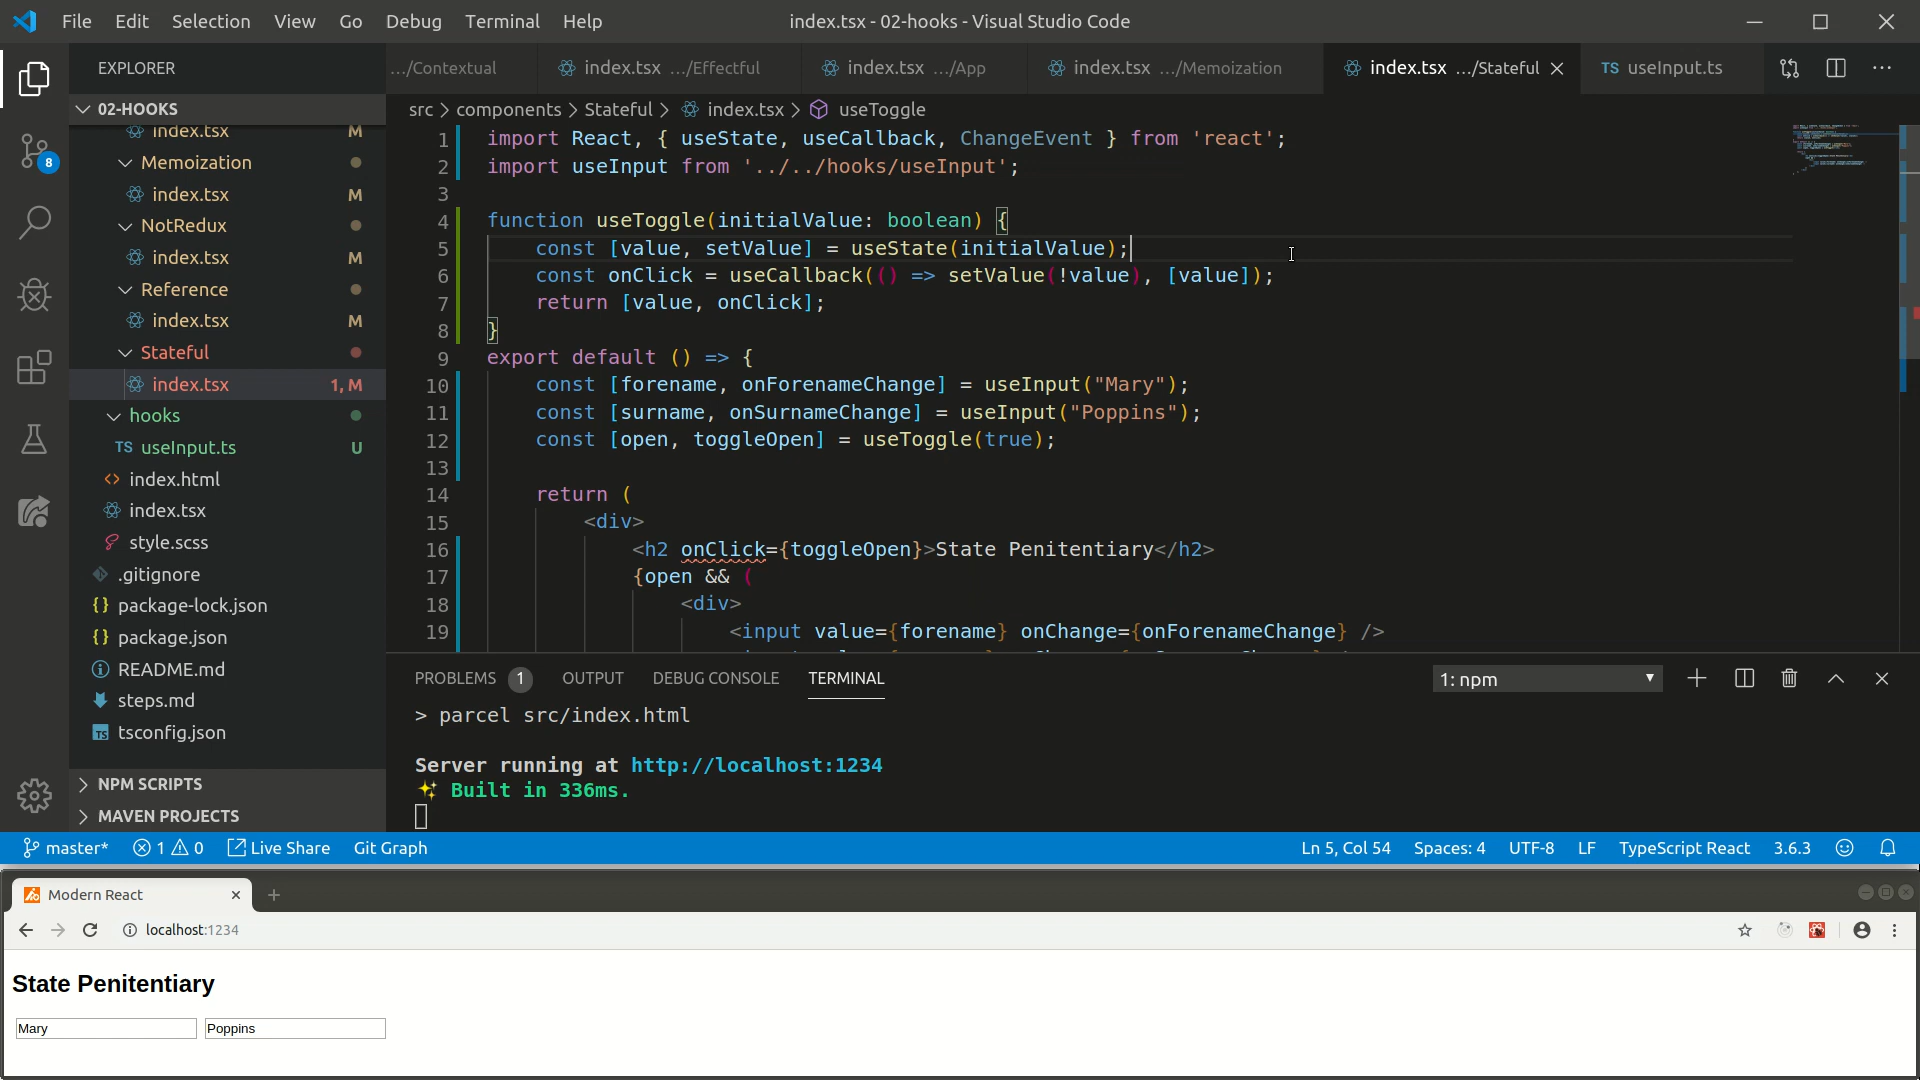 File Edit Selection View Go Debug Terminal Help
index.tsx - 02-hooks - Visual Studio Code
EXPLORER
02-HOOKS
index.tsx M
Memoization
index.tsx M
NotRedux
index.tsx M
Reference
index.tsx M
Stateful
index.tsx 1, M
hooks
TS useInput.ts U
index.html
index.tsx
style.scss
.gitignore
package-lock.json
package.json
README.md
steps.md
tsconfig.json
NPM SCRIPTS
MAVEN PROJECTS
8
.../Contextual index.tsx .../Effectful index.tsx .../App index.tsx .../Memoization index.tsx .../Stateful TS useInput.ts
src > components > Stateful > index.tsx > useToggle
1 import React, { useState, useCallback, ChangeEvent } from 'react';
2 import useInput from '../../hooks/useInput';
3
4 function useToggle(initialValue: boolean) {
5 const [value, setValue] = useState(initialValue);
6 const onClick = useCallback(() => setValue(!value), [value]);
7 return [value, onClick];
8 }
9 export default () => {
10 const [forename, onForenameChange] = useInput("Mary");
11 const [surname, onSurnameChange] = useInput("Poppins");
12 const [open, toggleOpen] = useToggle(true);
13
14 return (
15 <div>
16 <h2 onClick={toggleOpen}>State Penitentiary</h2>
17 {open && (
18 <div>
19 <input value={forename} onChange={onForenameChange} />
PROBLEMS 1 OUTPUT DEBUG CONSOLE TERMINAL 1: npm
> parcel src/index.html
Server running at http://localhost:1234
✨ Built in 336ms.
master* 1 0 Live Share Git Graph Ln 5, Col 54 Spaces: 4 UTF-8 LF TypeScript React 3.6.3
Modern React
localhost:1234
State Penitentiary
Mary Poppins